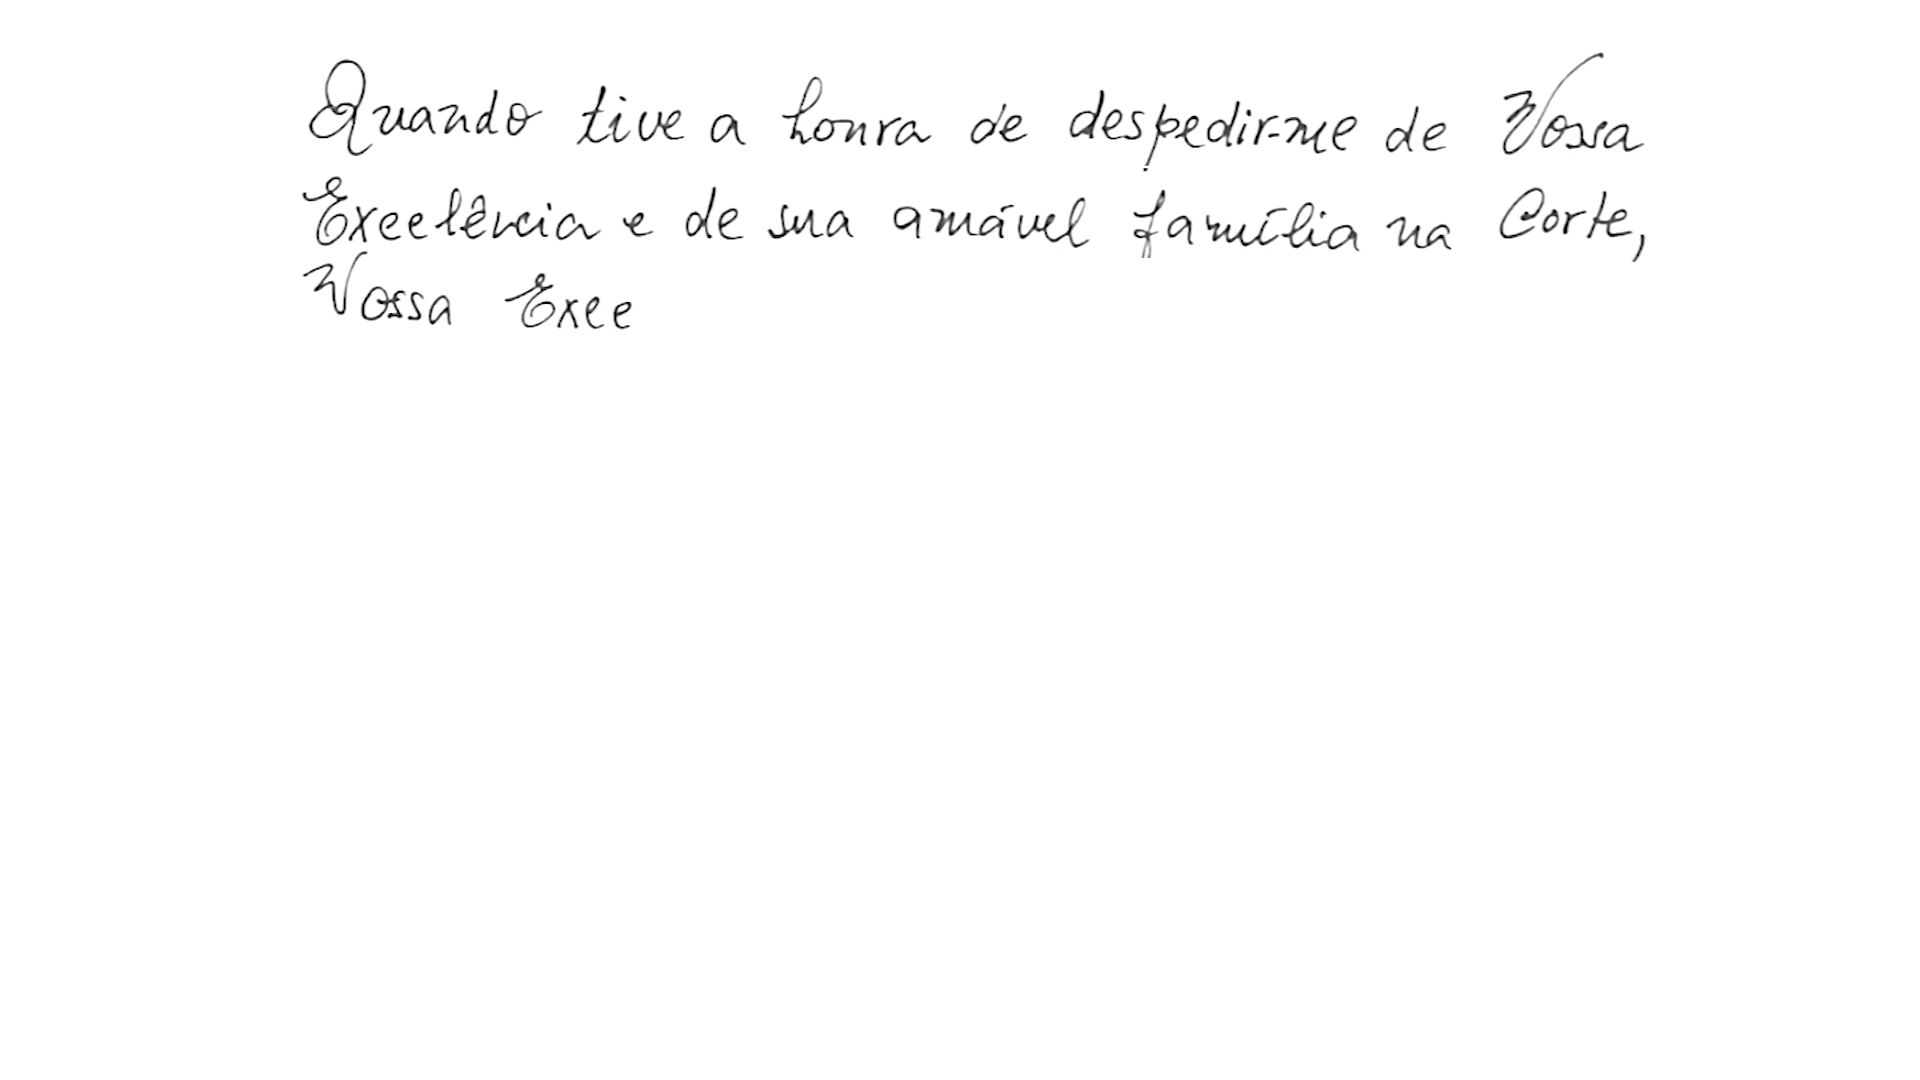 Quando tive a honra de despedir-me de Vossa
Excelência e de sua amável família na Corte,
Vossa Exce